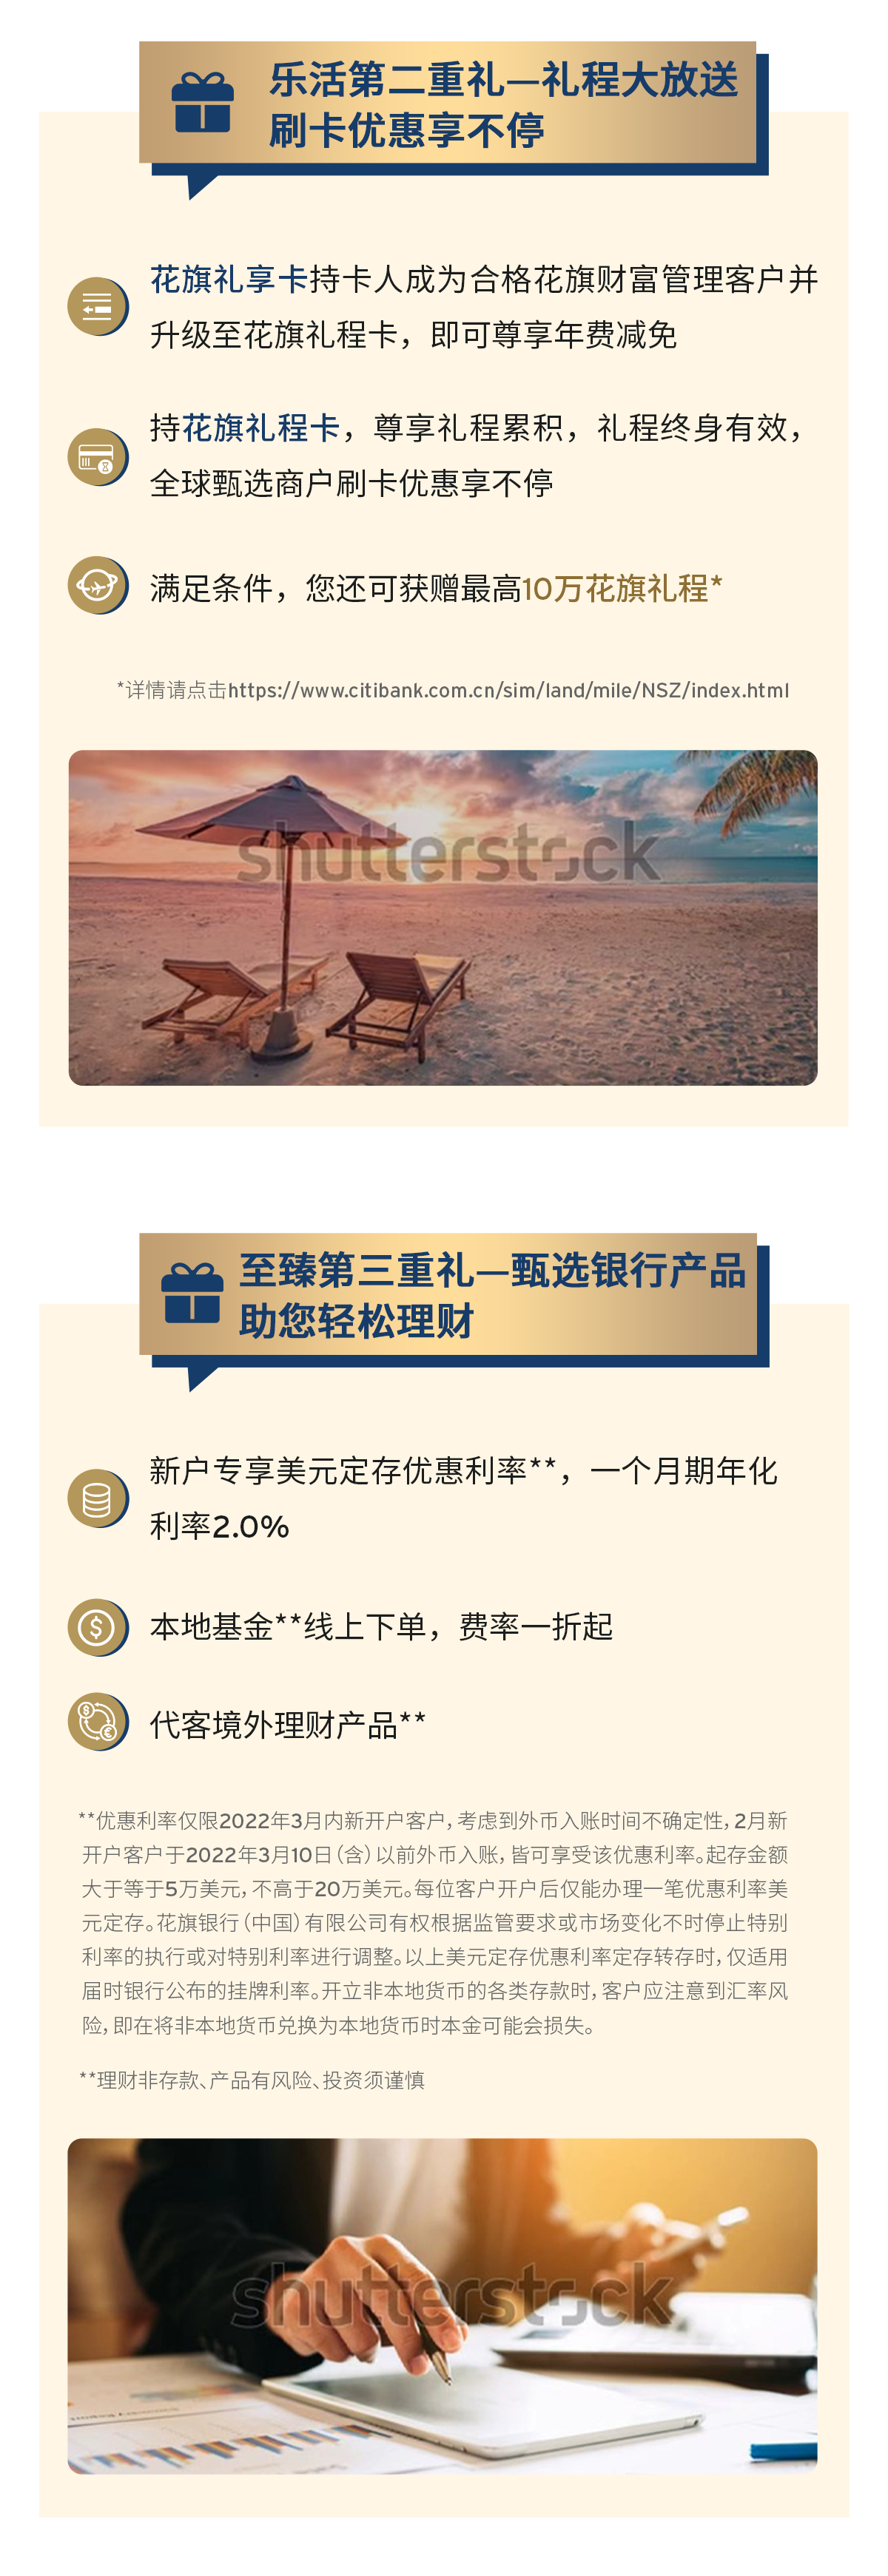 乐活第二重礼—礼程大放送
刷卡优惠享不停
花旗礼享卡持卡人成为合格花旗财富管理客户并
升级至花旗礼程卡，即可尊享年费减免
持花旗礼程卡，尊享礼程累积，礼程终身有效，
全球甄选商户刷卡优惠享不停
满足条件，您还可获赠最高10万花旗礼程*
*详情请点击https://www.citibank.com.cn/sim/land/mile/NSZ/index.html
shutterstock
至臻第三重礼—甄选银行产品
助您轻松理财
新户专享美元定存优惠利率**，一个月期年化
利率2.0%
本地基金**线上下单，费率一折起
代客境外理财产品**
**优惠利率仅限2022年3月内新开户客户，考虑到外币入账时间不确定性，2月新
开户客户于2022年3月10日（含）以前外币入账，皆可享受该优惠利率。起存金额
大于等于5万美元，不高于20万美元。每位客户开户后仅能办理一笔优惠利率美
元定存。花旗银行（中国）有限公司有权根据监管要求或市场变化不时停止特别
利率的执行或对特别利率进行调整。以上美元定存优惠利率定存转存时，仅适用
届时银行公布的挂牌利率。开立非本地货币的各类存款时，客户应注意到汇率风
险，即在将非本地货币兑换为本地货币时本金可能会损失。
**理财非存款、产品有风险、投资须谨慎
shutterstock